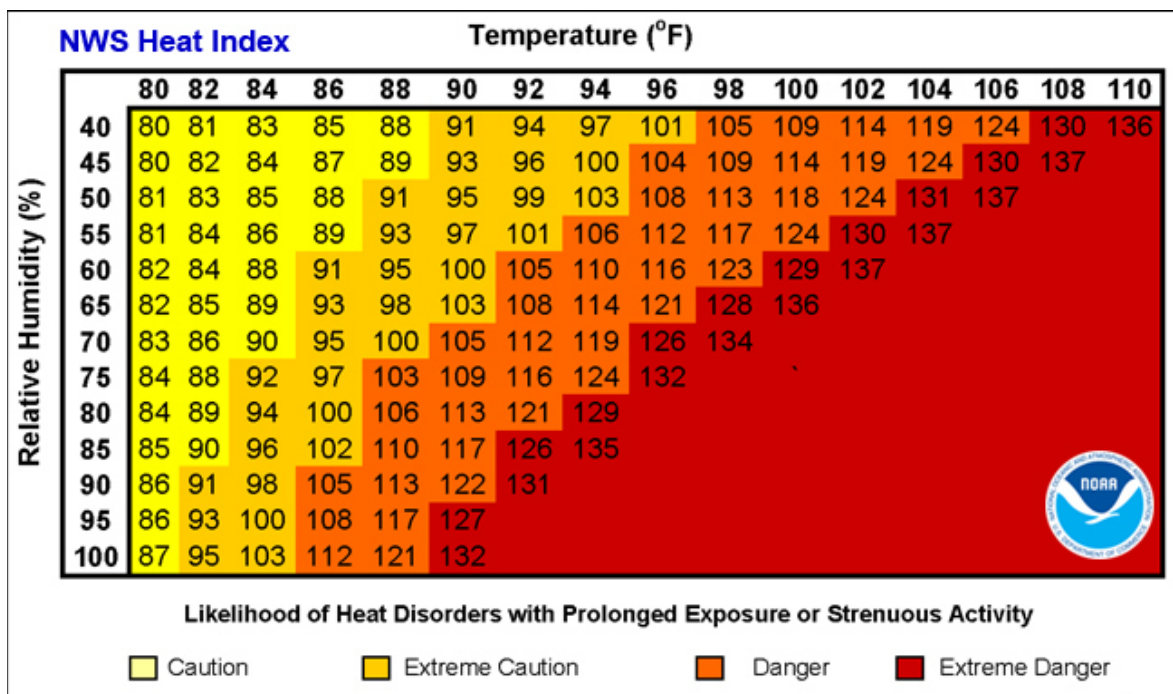 NWS Heat Index
Temperature (°F)
80 82 84 86 88 90 92 94 96 98 100 102 104 106 108 110
Relative Humidity (%)
40 80 81 83 85 88 91 94 97 101 105 109 114 119 124 130 136
45 80 82 84 87 89 93 96 100 104 109 114 119 124 130 137
50 81 83 85 88 91 95 99 103 108 113 118 124 131 137
55 81 84 86 89 93 97 101 106 112 117 124 130 137
60 82 84 88 91 95 100 105 110 116 123 129 137
65 82 85 89 93 98 103 108 114 121 128 136
70 83 86 90 95 100 105 112 119 126 134
75 84 88 92 97 103 109 116 124 132
80 84 89 94 100 106 113 121 129
85 85 90 96 102 110 117 126 135
90 86 91 98 105 113 122 131
95 86 93 100 108 117 127
100 87 95 103 112 121 132
NOAA
NATIONAL OCEANIC AND ATMOSPHERIC ADMINISTRATION
U.S. DEPARTMENT OF COMMERCE
Likelihood of Heat Disorders with Prolonged Exposure or Strenuous Activity
Caution
Extreme Caution
Danger
Extreme Danger